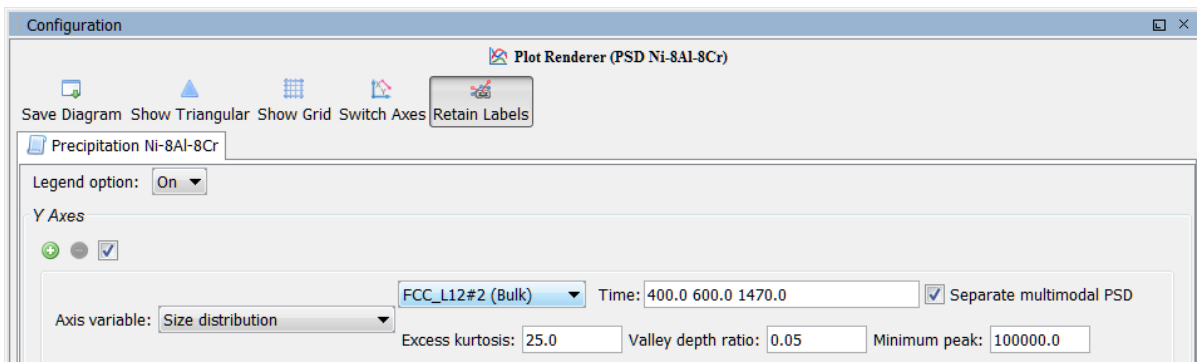 Configuration
Plot Renderer (PSD Ni-8Al-8Cr)
Save Diagram Show Triangular Show Grid Switch Axes Retain Labels
Precipitation Ni-8Al-8Cr
Legend option: On
Y Axes
FCC_L12#2 (Bulk) Time: 400.0 600.0 1470.0 Separate multimodal PSD
Axis variable: Size distribution
Excess kurtosis: 25.0 Valley depth ratio: 0.05 Minimum peak: 100000.0